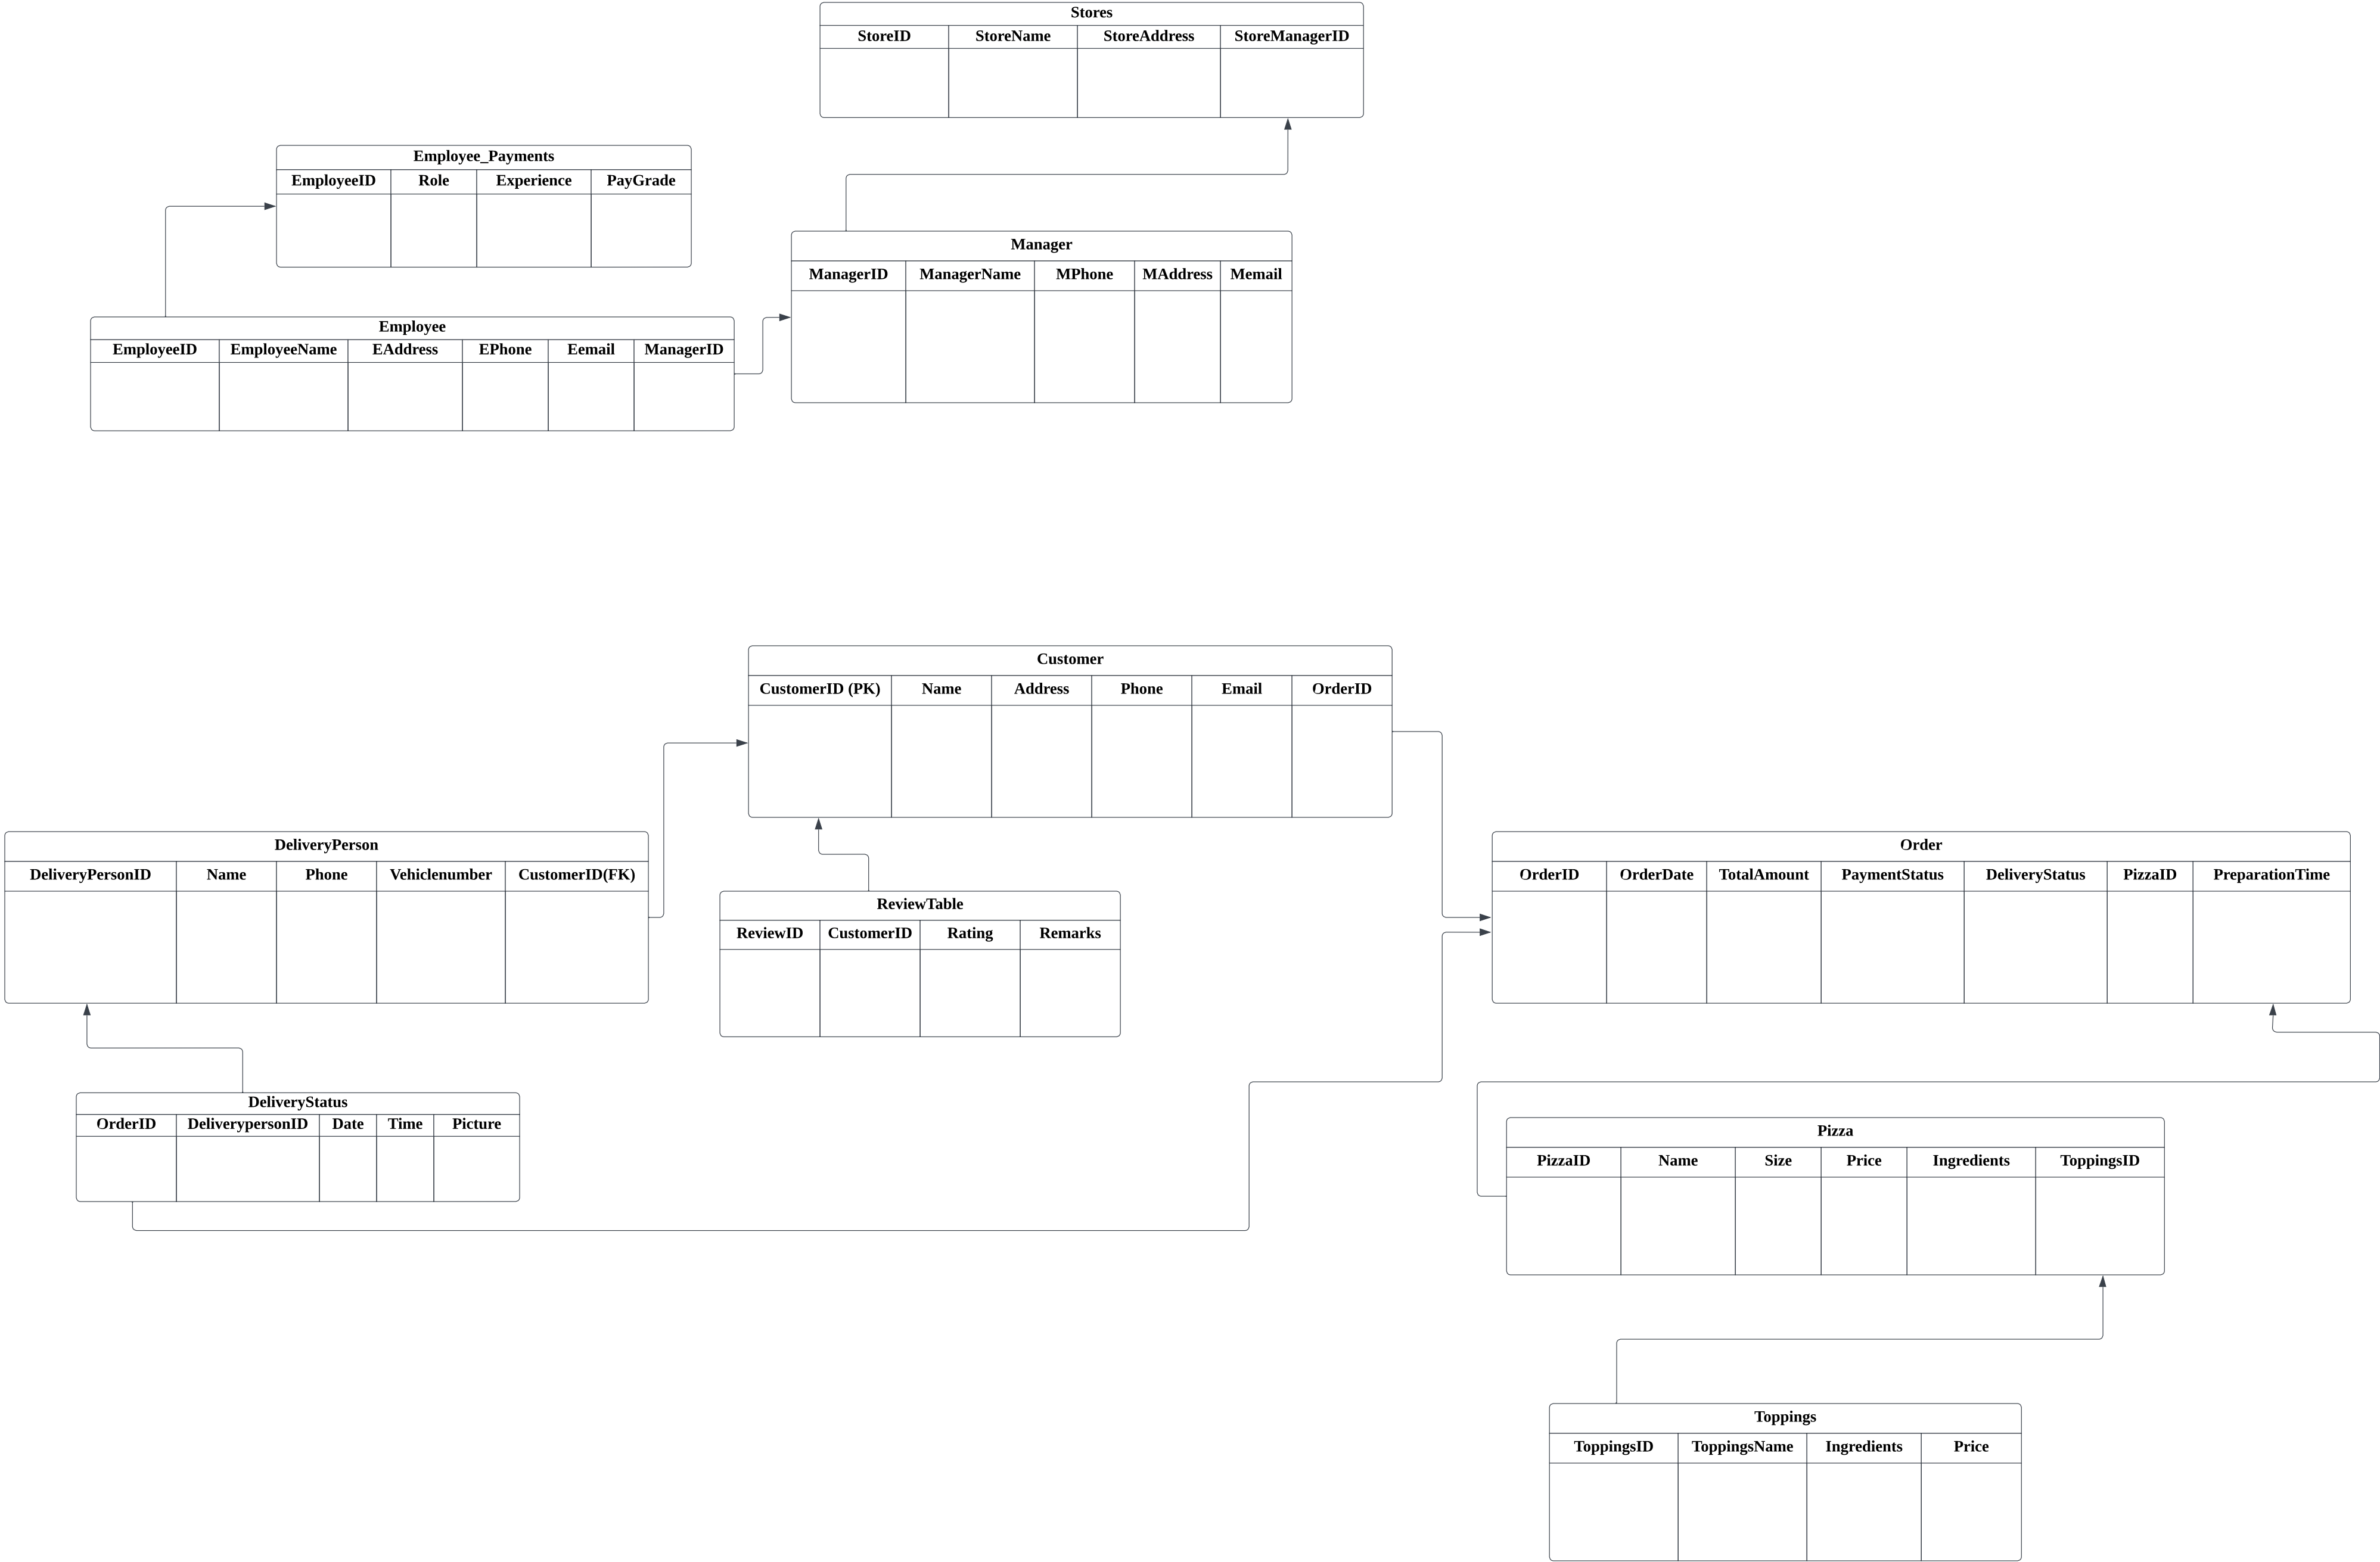 Stores
StoreID StoreName StoreAddress StoreManagerID
Employee_Payments
EmployeeID Role Experience PayGrade
Manager
ManagerID ManagerName MPhone MAddress Memail
Employee
EmployeeID EmployeeName EAddress EPhone Eemail ManagerID
Customer
CustomerID (PK) Name Address Phone Email OrderID
DeliveryPerson
DeliveryPersonID Name Phone Vehiclenumber CustomerID(FK)
Order
OrderID OrderDate TotalAmount PaymentStatus DeliveryStatus PizzaID PreparationTime
ReviewTable
ReviewID CustomerID Rating Remarks
DeliveryStatus
OrderID DeliverypersonID Date Time Picture
Pizza
PizzaID Name Size Price Ingredients ToppingsID
Toppings
ToppingsID ToppingsName Ingredients Price